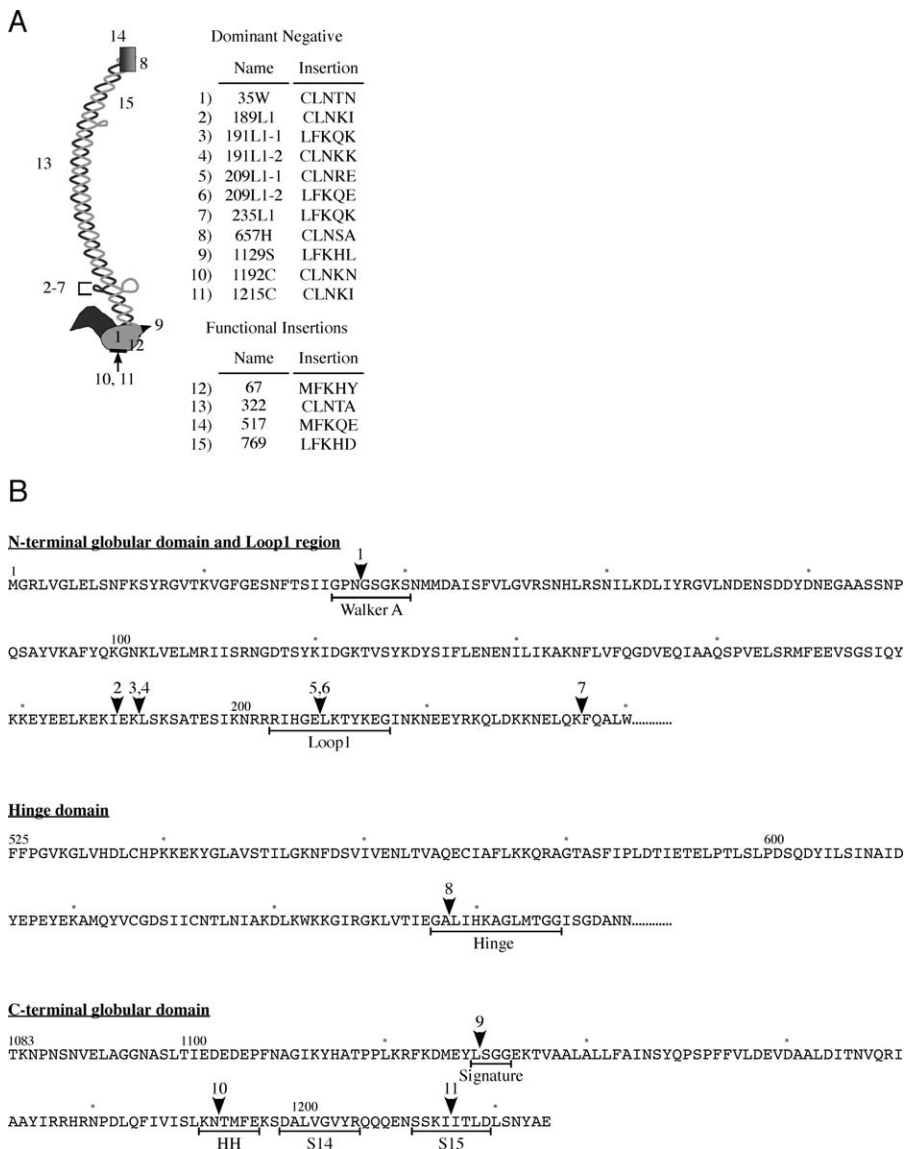 A
14
8
15
13
2-7
9
1
12
10, 11
Dominant Negative
Name Insertion
1) 35W CLNTN
2) 189L1 CLNKI
3) 191L1-1 LFKQK
4) 191L1-2 CLNKK
5) 209L1-1 CLNRE
6) 209L1-2 LFKQE
7) 235L1 LFKQK
8) 657H CLNSA
9) 1129S LFKHL
10) 1192C CLNKN
11) 1215C CLNKI
Functional Insertions
Name Insertion
12) 67 MFKHY
13) 322 CLNTA
14) 517 MFKQE
15) 769 LFKHD
B
N-terminal globular domain and Loop1 region
1
1 * * * *
MGRLVGLELSNFKSYRGVTKVGFGESNFTSIIGPNGSGKSNMMDAISFVLGVRSNHLRSNILKDLIYRGVLNDENSDDYDNEGAASSNP
Walker A
100 * * *
QSAYVKAFYQKGNKLVELMRIISRNGDTSYKIDGKTVSYKDYSIFLENENILIKAKNFLVFQGDVEQIAAQSPVELSRMFEEVSGSIQY
2 3,4 5,6 7
* 200 * *
KKEYEELKEKIEKLSKSATESIKNRRRIHGELKTYKEGINKNEEYRKQLDKKNELQKFQALW............
Loop1
Hinge domain
525 * * * 600
FFPGVKGLVHDLCHPKKEKYGLAVSTILGKNFDSVIVENLTVAQECIAFLKKQRAGTASFIPLDTIETELPTLSLPDSQDYILSINAID
8
* * *
YEPEYEKAMQYVCGDSIICNTLNIAKDLKWKKGIRGKLVTIEGALIHKAGLMTGGISGDANN............
Hinge
C-terminal globular domain
9
1083 1100 * * *
TKNPNSNVELAGGNASLTIEDEDEPFNAGIKYHATPPLKRFKDMEYLSGGEKTVAALALLFAINSYQPSPFFVLDEVDAALDITNVQRI
Signature
10 11
* 1200 *
AAYIRRHRNPDLQFIVISLKNTMFEKSDALVGVYRQQQENSSKIITLDLSNYAE
HH S14 S15